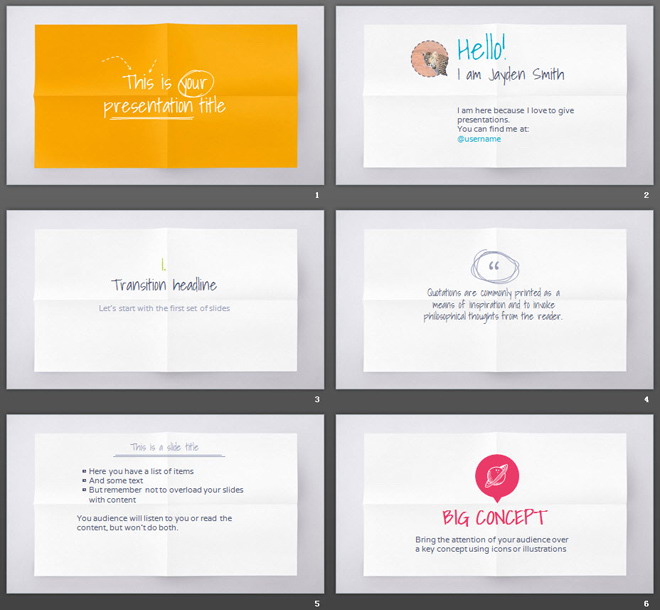 This is your
presentation title
1
Hello!
I am Jayden Smith
I am here because I love to give
presentations.
You can find me at:
@username
2
1.
Transition headline
Let's start with the first set of slides
3
“
Quotations are commonly printed as a
means of inspiration and to invoke
philosophical thoughts from the reader.
4
This is a slide title
Here you have a list of items
And some text
But remember not to overload your slides
with content
You audience will listen to you or read the
content, but won't do both.
5
BIG CONCEPT
Bring the attention of your audience over
a key concept using icons or illustrations
6